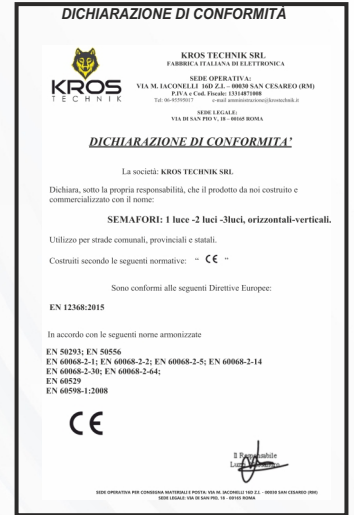 DICHIARAZIONE DI CONFORMITÁ
KROS
TECHNIK
KROS TECHNIK SRL
FABBRICA ITALIANA DI ELETTRONICA
SEDE OPERATIVA:
VIA M. IACONELLI 16D Z.I. – 00030 SAN CESAREO (RM)
P.IVA e Cod. Fiscale: 13314871008
Tel. 06-95595017 e-mail amministrazione@krostechnik.it
SEDE LEGALE:
VIA DI SAN PIO V, 18 – 00165 ROMA
DICHIARAZIONE DI CONFORMITA'
La società: KROS TECHNIK SRL
Dichiara, sotto la propria responsabilità, che il prodotto da noi costruito e
commercializzato con il nome:
SEMAFORI: 1 luce -2 luci -3luci, orizzontali-verticali.
Utilizzo per strade comunali, provinciali e statali.
Costruiti secondo le seguenti normative: “ CE “
Sono conformi alle seguenti Direttive Europee:
EN 12368:2015
In accordo con le seguenti norme armonizzate
EN 50293; EN 50556
EN 60068-2-1; EN 60068-2-2; EN 60068-2-5; EN 60068-2-14
EN 60068-2-30; EN 60068-2-64;
EN 60529
EN 60598-1:2008
CE
Il Responsabile
SEDE OPERATIVA PER CONSEGNA MATERIALI E POSTA: VIA M. IACONELLI 16D Z.I. - 00030 SAN CESAREO (RM)
SEDE LEGALE: VIA DI SAN PIO, 18 - 00165 ROMA